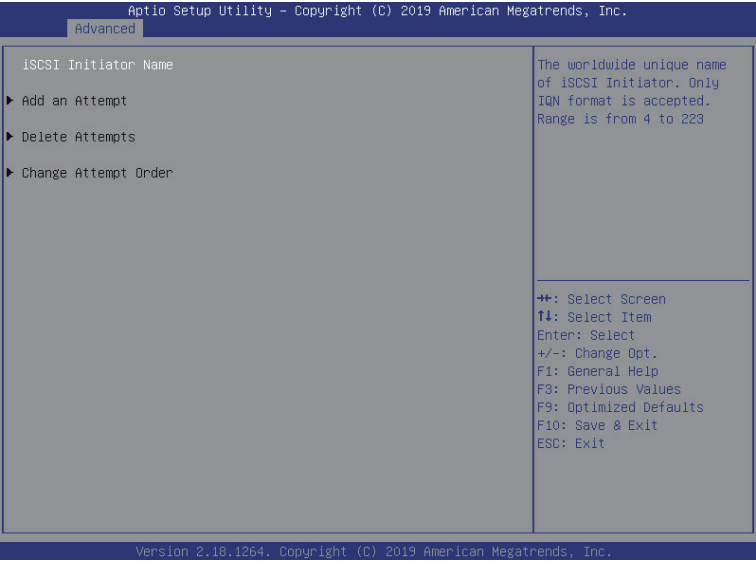 Aptio Setup Utility – Copyright (C) 2019 American Megatrends, Inc.
Advanced
iSCSI Initiator Name
▶ Add an Attempt
▶ Delete Attempts
▶ Change Attempt Order
The worldwide unique name
of iSCSI Initiator. Only
IQN format is accepted.
Range is from 4 to 223
→←: Select Screen
↑↓: Select Item
Enter: Select
+/-: Change Opt.
F1: General Help
F3: Previous Values
F9: Optimized Defaults
F10: Save & Exit
ESC: Exit
Version 2.18.1264. Copyright (C) 2019 American Megatrends, Inc.